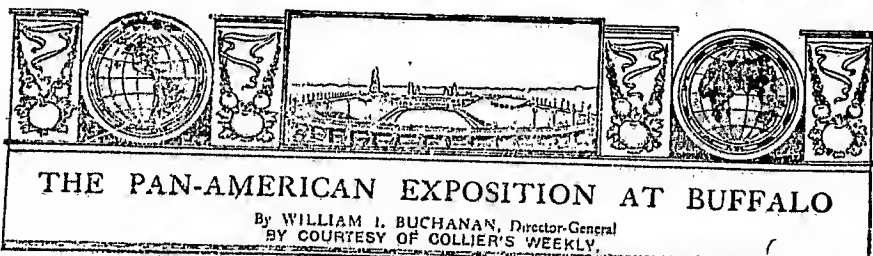 THE PAN-AMERICAN EXPOSITION AT BUFFALO
By WILLIAM I. BUCHANAN, Director-General
BY COURTESY OF COLLIER'S WEEKLY.